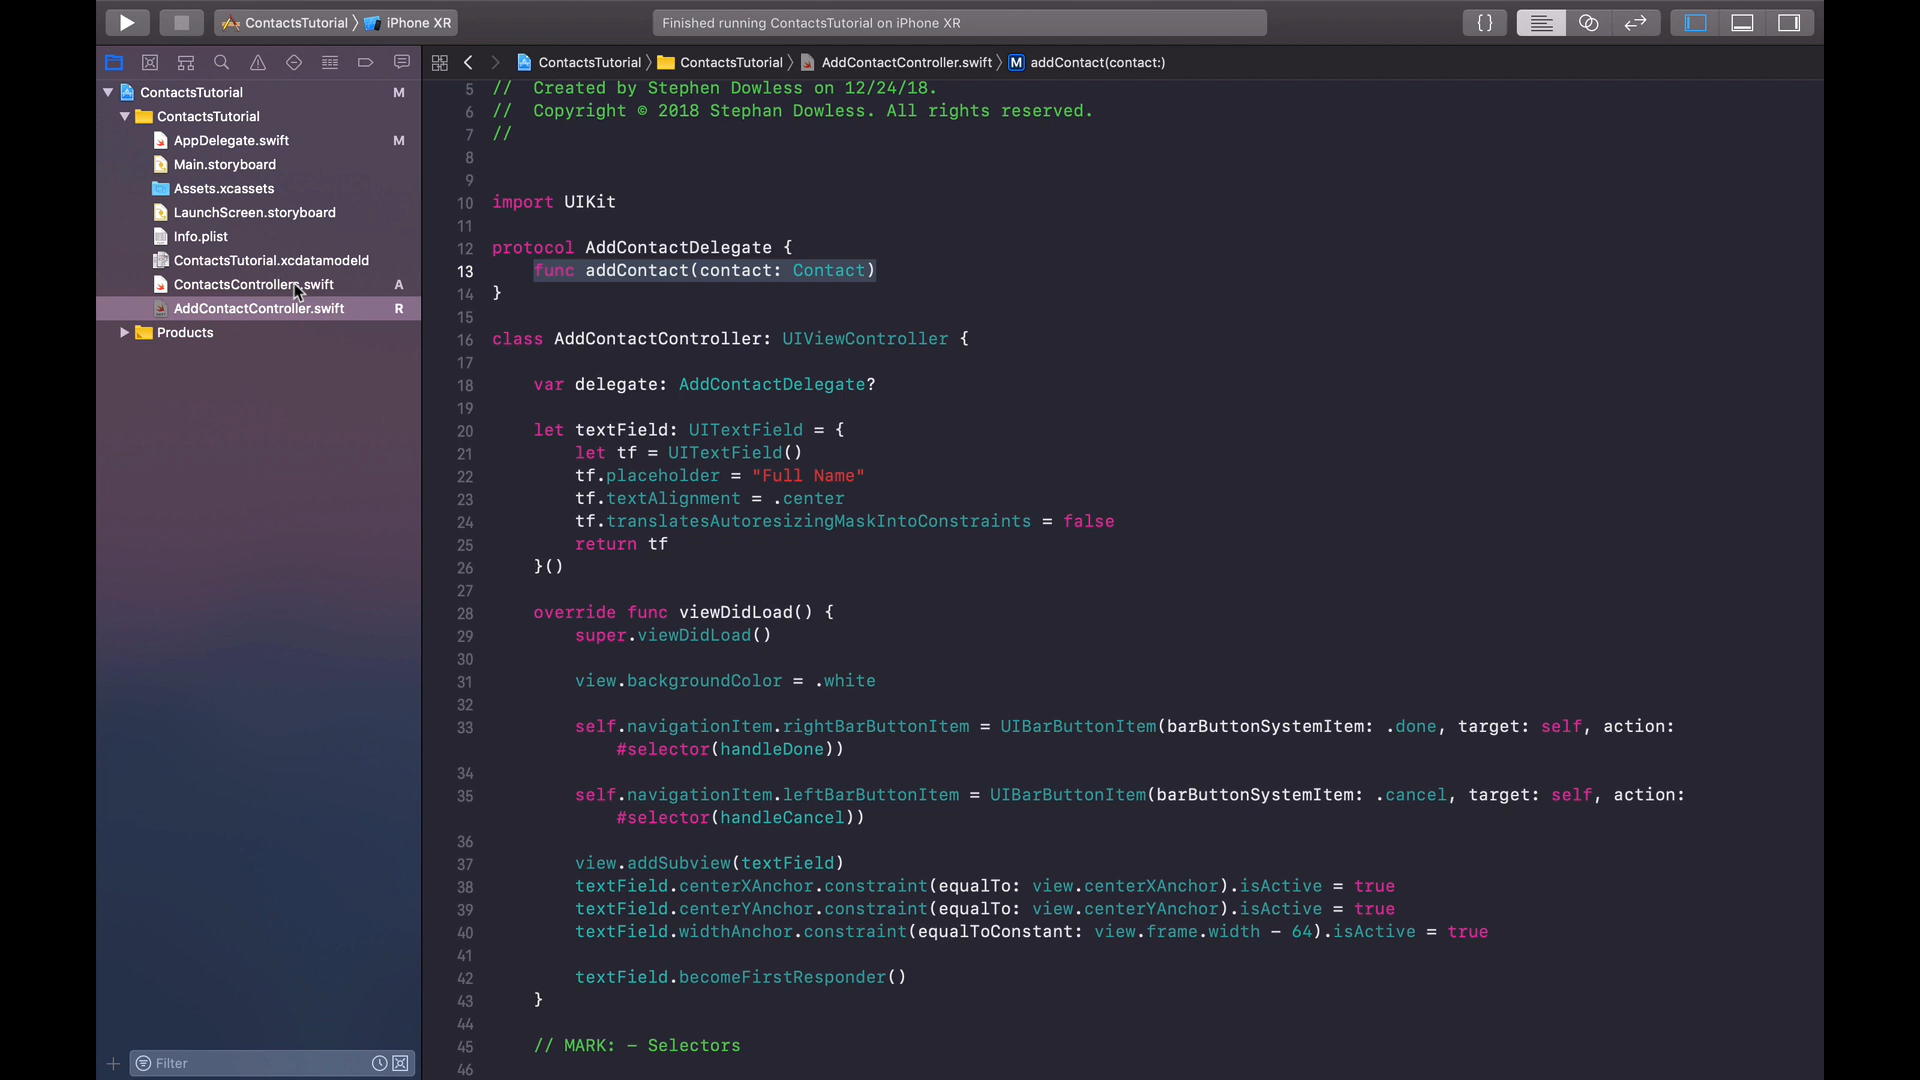 ContactsTutorial
iPhone XR
Finished running ContactsTutorial on iPhone XR
{ }
ContactsTutorial
ContactsTutorial
AddContactController.swift
M
addContact(contact:)
ContactsTutorial
M
ContactsTutorial
AppDelegate.swift
M
Main.storyboard
Assets.xcassets
LaunchScreen.storyboard
Info.plist
ContactsTutorial.xcdatamodeld
ContactsController.swift
A
AddContactController.swift
R
Products
Filter
5 //  Created by Stephen Dowless on 12/24/18.
6 //  Copyright © 2018 Stephan Dowless. All rights reserved.
7 //
8
9
10 import UIKit
11
12 protocol AddContactDelegate {
13     func addContact(contact: Contact)
14 }
15
16 class AddContactController: UIViewController {
17
18     var delegate: AddContactDelegate?
19
20     let textField: UITextField = {
21         let tf = UITextField()
22         tf.placeholder = "Full Name"
23         tf.textAlignment = .center
24         tf.translatesAutoresizingMaskIntoConstraints = false
25         return tf
26     }()
27
28     override func viewDidLoad() {
29         super.viewDidLoad()
30
31         view.backgroundColor = .white
32
33         self.navigationItem.rightBarButtonItem = UIBarButtonItem(barButtonSystemItem: .done, target: self, action:
#selector(handleDone))
34
35         self.navigationItem.leftBarButtonItem = UIBarButtonItem(barButtonSystemItem: .cancel, target: self, action:
#selector(handleCancel))
36
37         view.addSubview(textField)
38         textField.centerXAnchor.constraint(equalTo: view.centerXAnchor).isActive = true
39         textField.centerYAnchor.constraint(equalTo: view.centerYAnchor).isActive = true
40         textField.widthAnchor.constraint(equalToConstant: view.frame.width - 64).isActive = true
41
42         textField.becomeFirstResponder()
43     }
44
45     // MARK: - Selectors
46